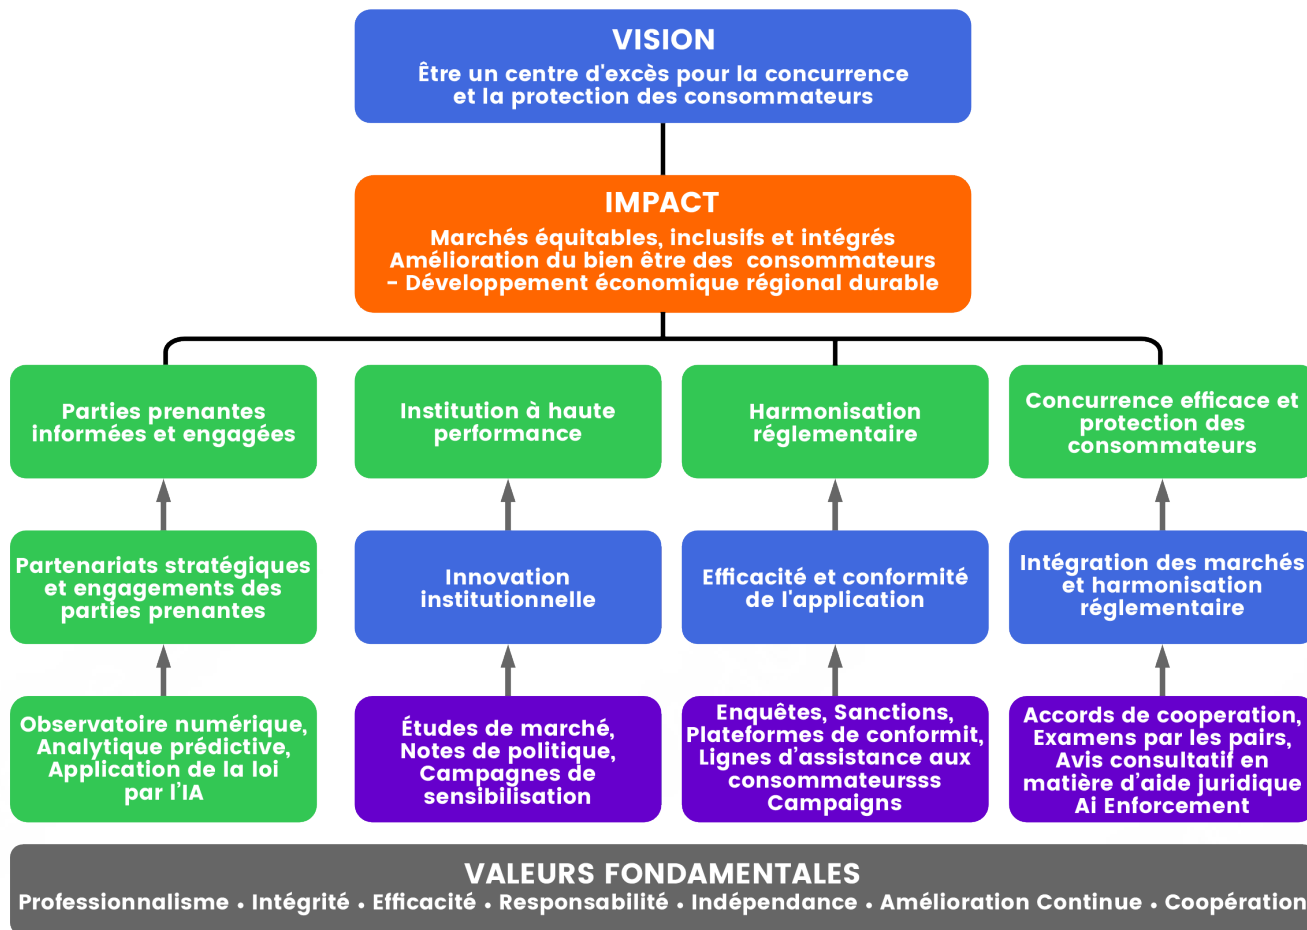 VISION
Être un centre d'excès pour la concurrence
et la protection des consommateurs
IMPACT
Marchés équitables, inclusifs et intégrés
Amélioration du bien être des  consommateurs
- Développement économique régional durable
Parties prenantes
informées et engagées
Institution à haute
performance
Harmonisation
réglementaire
Concurrence efficace et
protection des
consommateurs
Partenariats stratégiques
et engagements des
parties prenantes
Innovation
institutionnelle
Efficacité et conformité
de l'application
Intégration des marchés
et harmonisation
réglementaire
Observatoire numérique,
Analytique prédictive,
Application de la loi
par l’IA
Études de marché,
Notes de politique,
Campagnes de
sensibilisation
Enquêtes, Sanctions,
Plateformes de conformit,
Lignes d’assistance aux
consommateursss
Campaigns
Accords de cooperation,
Examens par les pairs,
Avis consultatif en
matière d’aide juridique
Ai Enforcement
VALEURS FONDAMENTALES
Professionnalisme • Intégrité • Efficacité • Responsabilité • Indépendance • Amélioration Continue • Coopération